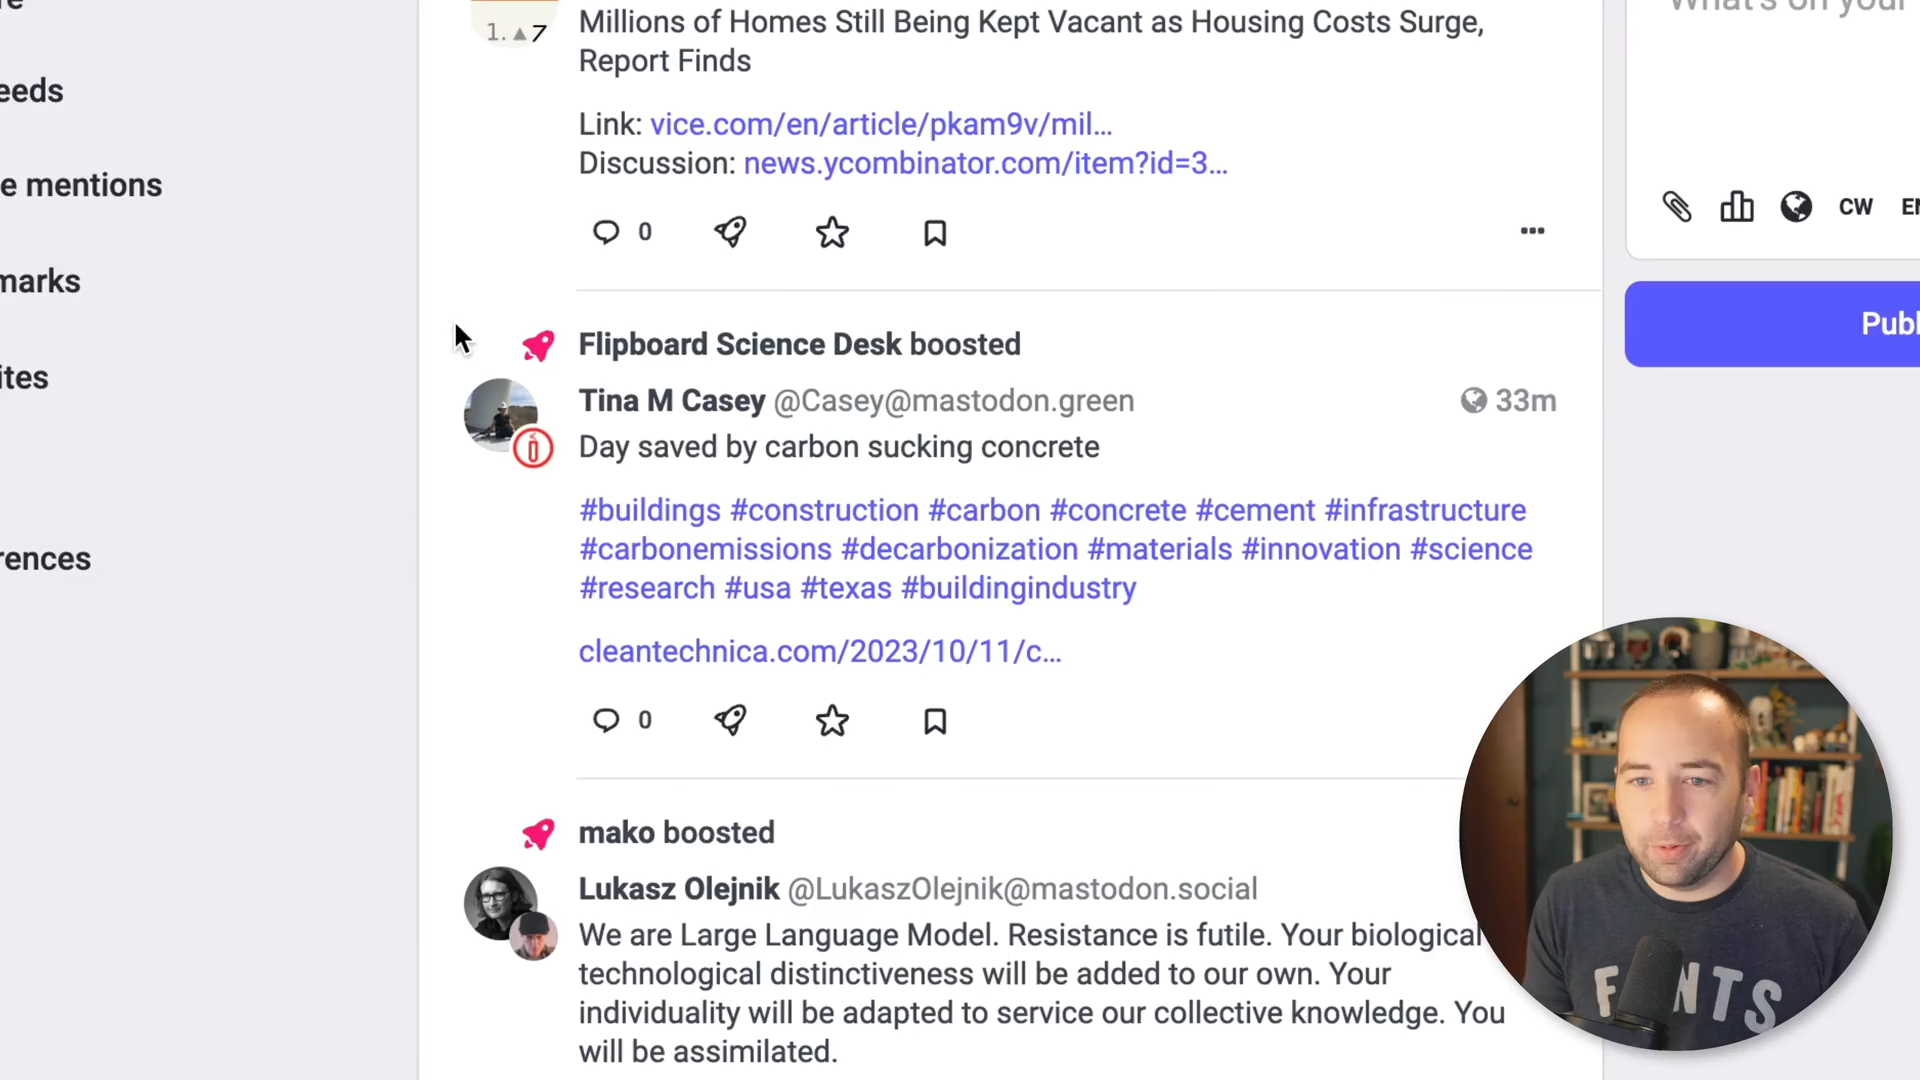 1. ▲7
Millions of Homes Still Being Kept Vacant as Housing Costs Surge,
Report Finds
Link: vice.com/en/article/pkam9v/mil…
Discussion: news.ycombinator.com/item?id=3…
0
CW
EN
Publ
eeds
e mentions
marks
ites
rences
Flipboard Science Desk boosted
Tina M Casey @Casey@mastodon.green
33m
Day saved by carbon sucking concrete
#buildings #construction #carbon #concrete #cement #infrastructure
#carbonemissions #decarbonization #materials #innovation #science
#research #usa #texas #buildingindustry
cleantechnica.com/2023/10/11/c…
0
mako boosted
Lukasz Olejnik @LukaszOlejnik@mastodon.social
We are Large Language Model. Resistance is futile. Your biological
technological distinctiveness will be added to our own. Your
individuality will be adapted to service our collective knowledge. You
will be assimilated.